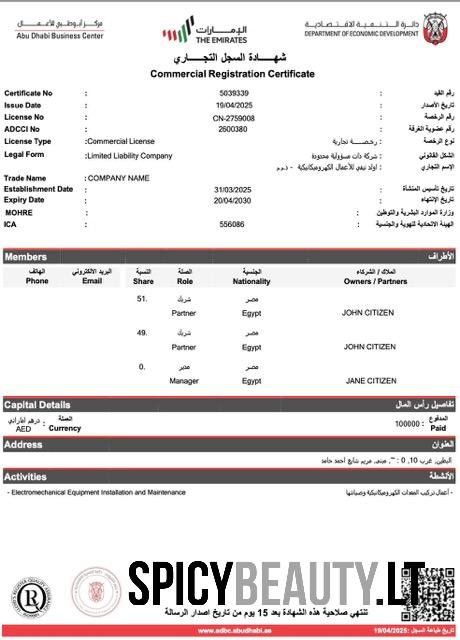 مركز أبوظبي للأعمال
Abu Dhabi Business Center
الإمارات
THE EMIRATES
دائرة التنمية الاقتصادية
DEPARTMENT OF ECONOMIC DEVELOPMENT
شهادة السجل التجاري
Commercial Registration Certificate
Certificate No : 5039339 : رقم القيد
Issue Date : 19/04/2025 : تاريخ الأصدار
License No : CN-2759008 : رقم الرخصة
ADCCI No : 2600380 : رقم عضوية الغرفة
License Type :Commercial License رخصة تجارية : نوع الرخصة
Legal Form :Limited Liability Company شركة ذات مسؤولية محدودة : الشكل القانوني
للأعمال الكهروميكانيكية - ذ.م.م : الإسم التجاري
Trade Name : COMPANY NAME
Establishment Date : 31/03/2025 : تاريخ تأسيس المنشأة
Expiry Date : 20/04/2030 : تاريخ الإنتهاء
MOHRE : : وزارة الموارد البشرية والتوطين
ICA : 556086 : الهيئة الاتحادية للهوية والجنسية
Members الأطراف
الهاتف البريد الالكتروني النسبة الصلة الجنسية الملاك / الشركاء
Phone Email Share Role Nationality Owners / Partners
51. شريك مصر
Partner Egypt JOHN CITIZEN
49. شريك مصر
Partner Egypt JOHN CITIZEN
0. مدير مصر
Manager Egypt JANE CITIZEN
Capital Details تفاصيل رأس المال
درهم اماراتي : العملة 100000 : المدفوع
AED Currency Paid
Address العنوان
البطين, غرب 10, 0 : , مبنى, مريم شايع احمد حامد
Activities الأنشطة
- Electromechanical Equipment Installation and Maintenance - أعمال تركيب المعدات الكهروميكانيكية وصيانتها
SPICYBEAUTY.LT
تنتهي صلاحية هذه الشهادة بعد 15 يوم من تاريخ اصدار الرسالة
www.adbc.abudhabi.ae
تاريخ طباعة السجل :19/04/2025